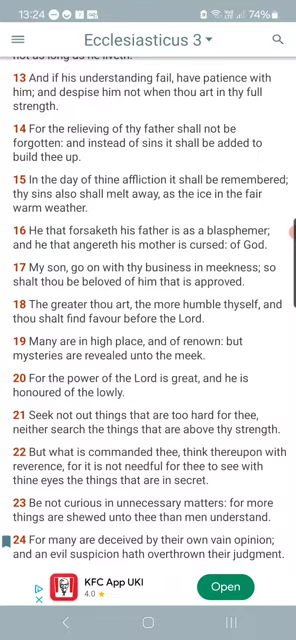 13:24 74%
Ecclesiasticus 3
not as long as he liveth.
13 And if his understanding fail, have patience with
him; and despise him not when thou art in thy full
strength.
14 For the relieving of thy father shall not be
forgotten: and instead of sins it shall be added to
build thee up.
15 In the day of thine affliction it shall be remembered;
thy sins also shall melt away, as the ice in the fair
warm weather.
16 He that forsaketh his father is as a blasphemer;
and he that angereth his mother is cursed: of God.
17 My son, go on with thy business in meekness; so
shalt thou be beloved of him that is approved.
18 The greater thou art, the more humble thyself, and
thou shalt find favour before the Lord.
19 Many are in high place, and of renown: but
mysteries are revealed unto the meek.
20 For the power of the Lord is great, and he is
honoured of the lowly.
21 Seek not out things that are too hard for thee,
neither search the things that are above thy strength.
22 But what is commanded thee, think thereupon with
reverence, for it is not needful for thee to see with
thine eyes the things that are in secret.
23 Be not curious in unnecessary matters: for more
things are shewed unto thee than men understand.
24 For many are deceived by their own vain opinion;
and an evil suspicion hath overthrown their judgment.
KFC App UKI
4.0 ★
Open